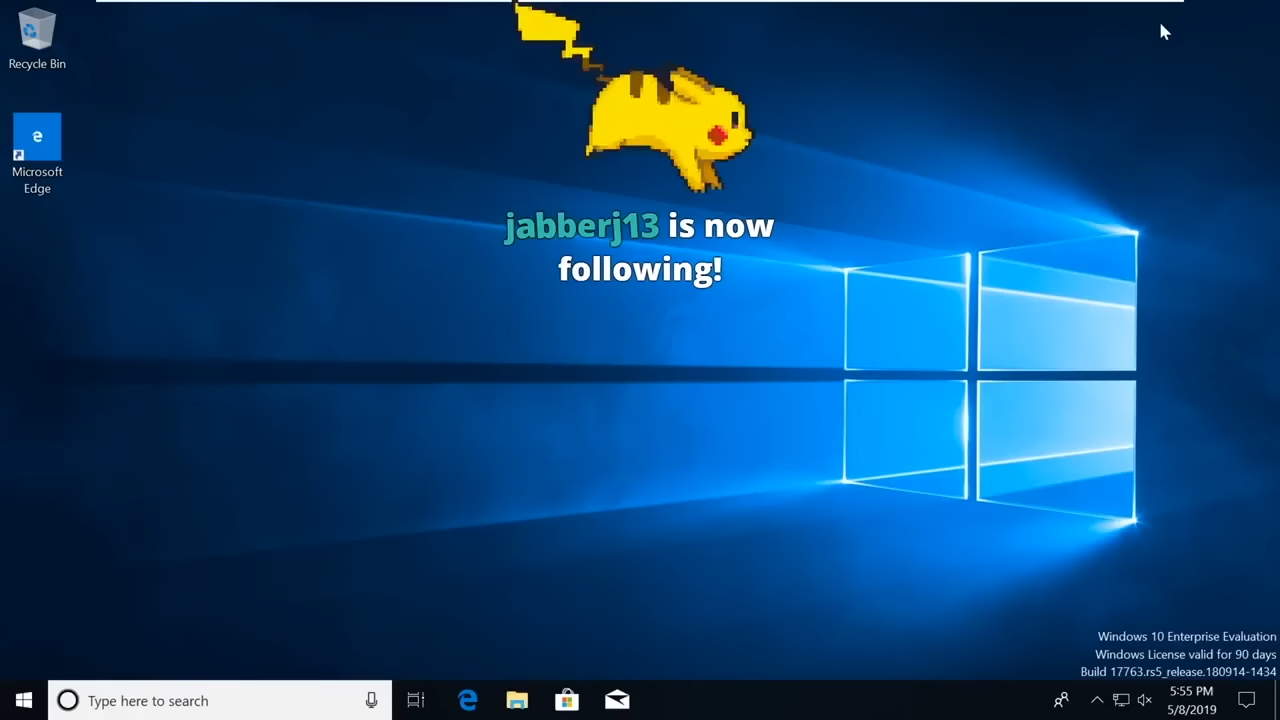 Recycle Bin
Microsoft
Edge
jabberj13 is now
following!
Windows 10 Enterprise Evaluation
Windows License valid for 90 days
Build 17763.rs5_release.180914-1434
Type here to search
5:55 PM
5/8/2019